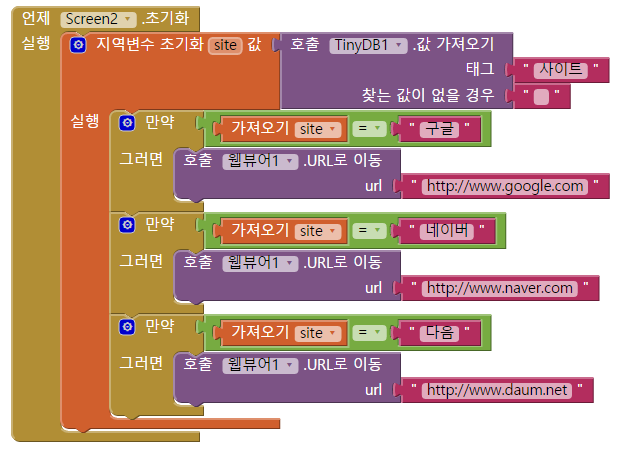 언제 Screen2 .초기화
실행 지역변수 초기화 site 값 호출 TinyDB1 .값 가져오기
태그 " 사이트 "
찾는 값이 없을 경우 " "
실행 만약 가져오기 site = " 구글 "
그러면 호출 웹뷰어1 .URL로 이동
url " http://www.google.com "
만약 가져오기 site = " 네이버 "
그러면 호출 웹뷰어1 .URL로 이동
url " http://www.naver.com "
만약 가져오기 site = " 다음 "
그러면 호출 웹뷰어1 .URL로 이동
url " http://www.daum.net "